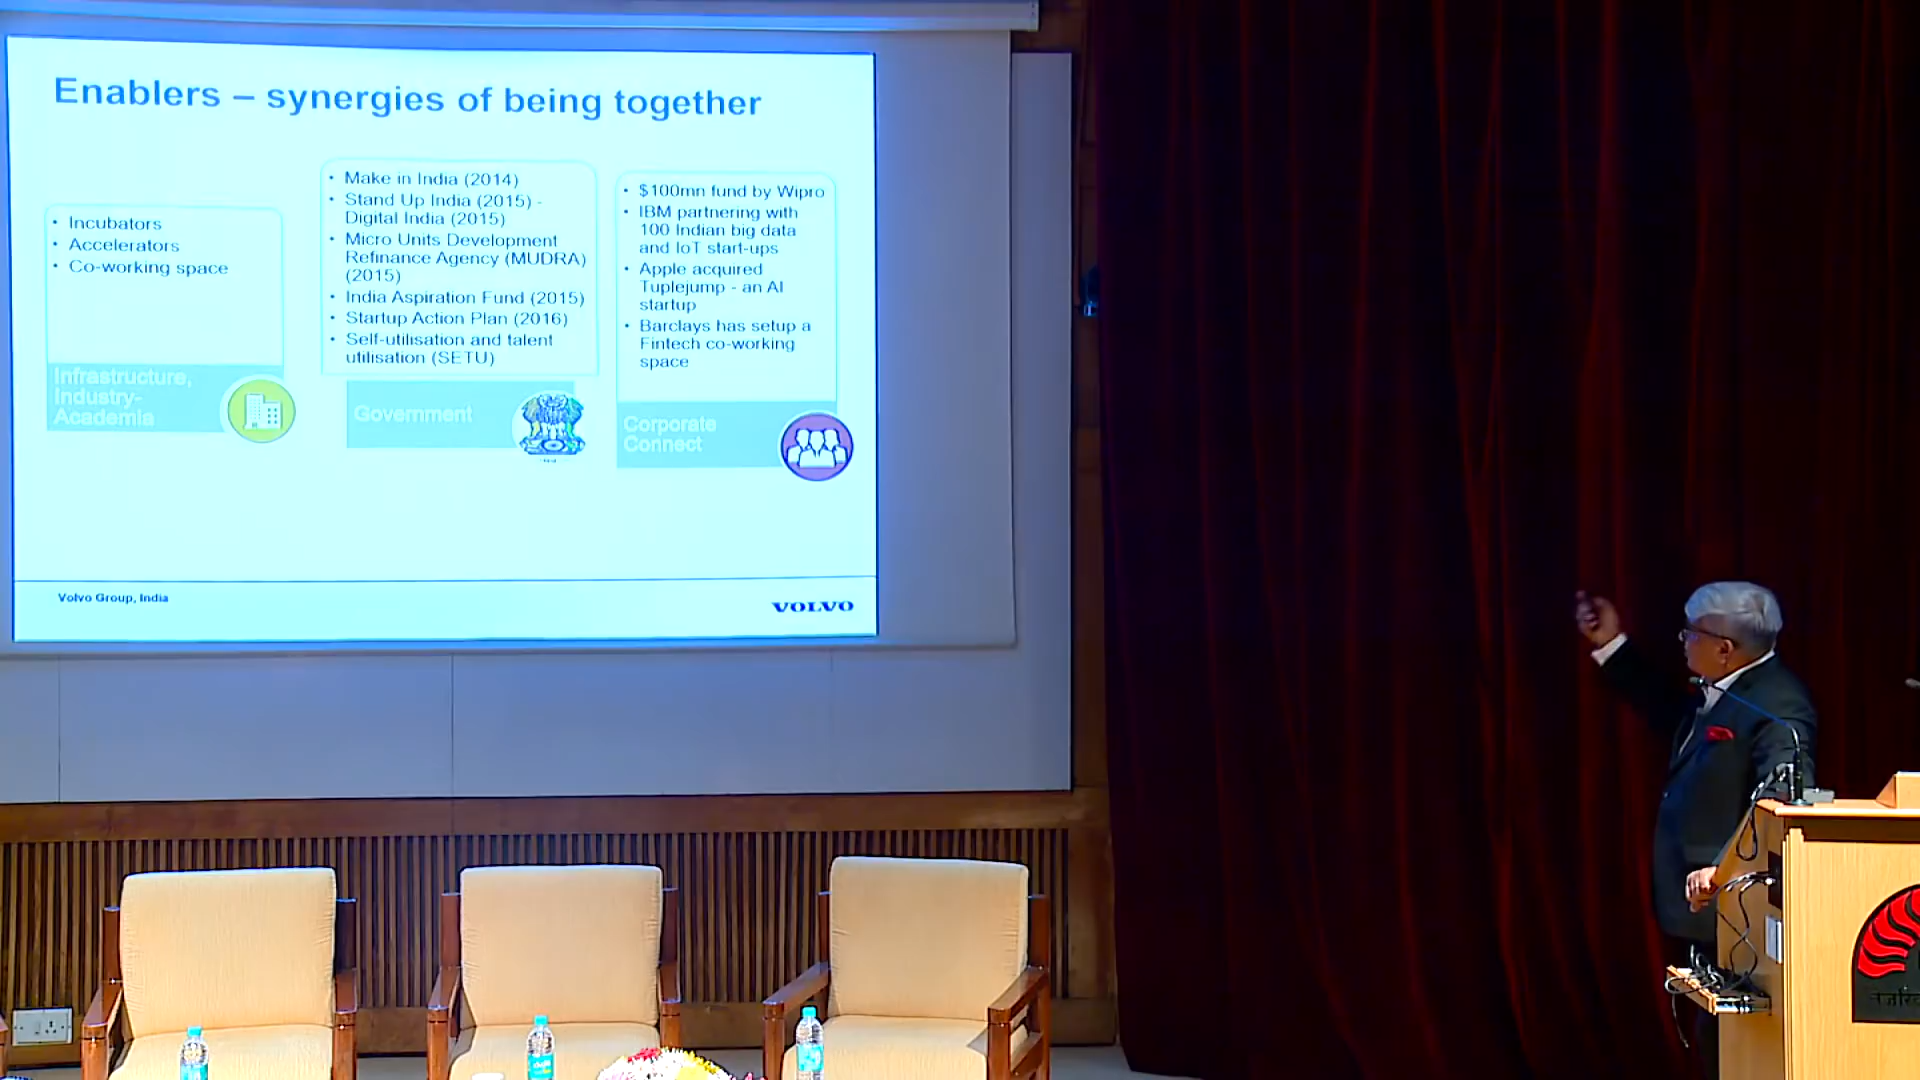 Enablers – synergies of being together
• Incubators
• Accelerators
• Co-working space
Infrastructure,
Industry-
Academia
• Make in India (2014)
• Stand Up India (2015) -
Digital India (2015)
• Micro Units Development
Refinance Agency (MUDRA)
(2015)
• India Aspiration Fund (2015)
• Startup Action Plan (2016)
• Self-utilisation and talent
utilisation (SETU)
Government
• $100mn fund by Wipro
• IBM partnering with
100 Indian big data
and IoT start-ups
• Apple acquired
Tuplejump - an AI
startup
• Barclays has setup a
Fintech co-working
space
Corporate
Connect
Volvo Group, India
VOLVO